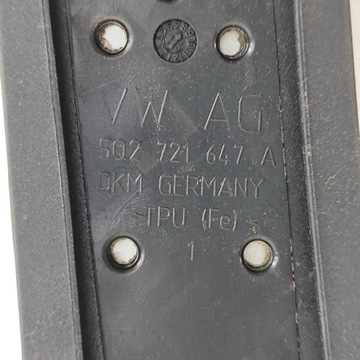 VW AG
5Q2 721 647 A
DKM GERMANY
TPU (Fe)
1